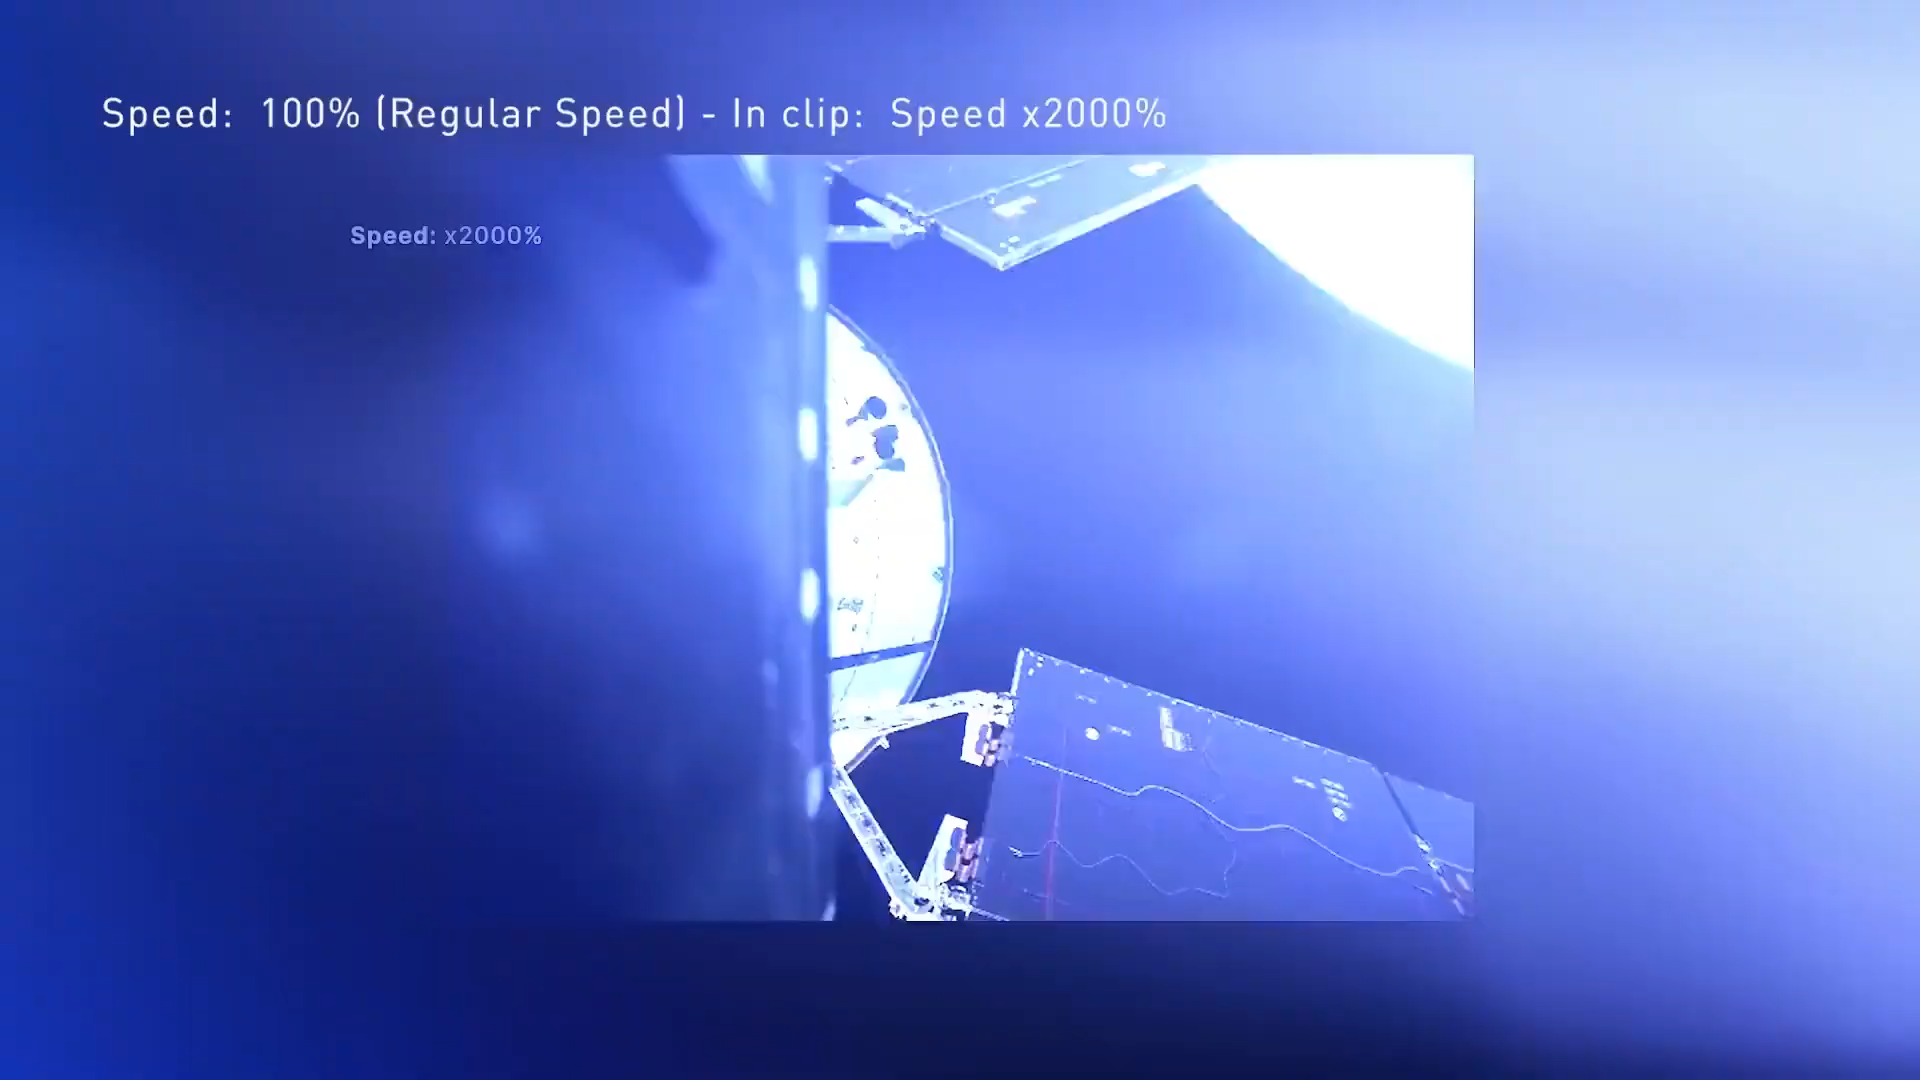 Speed: 100% (Regular Speed) - In clip: Speed x2000%
Speed: x2000%